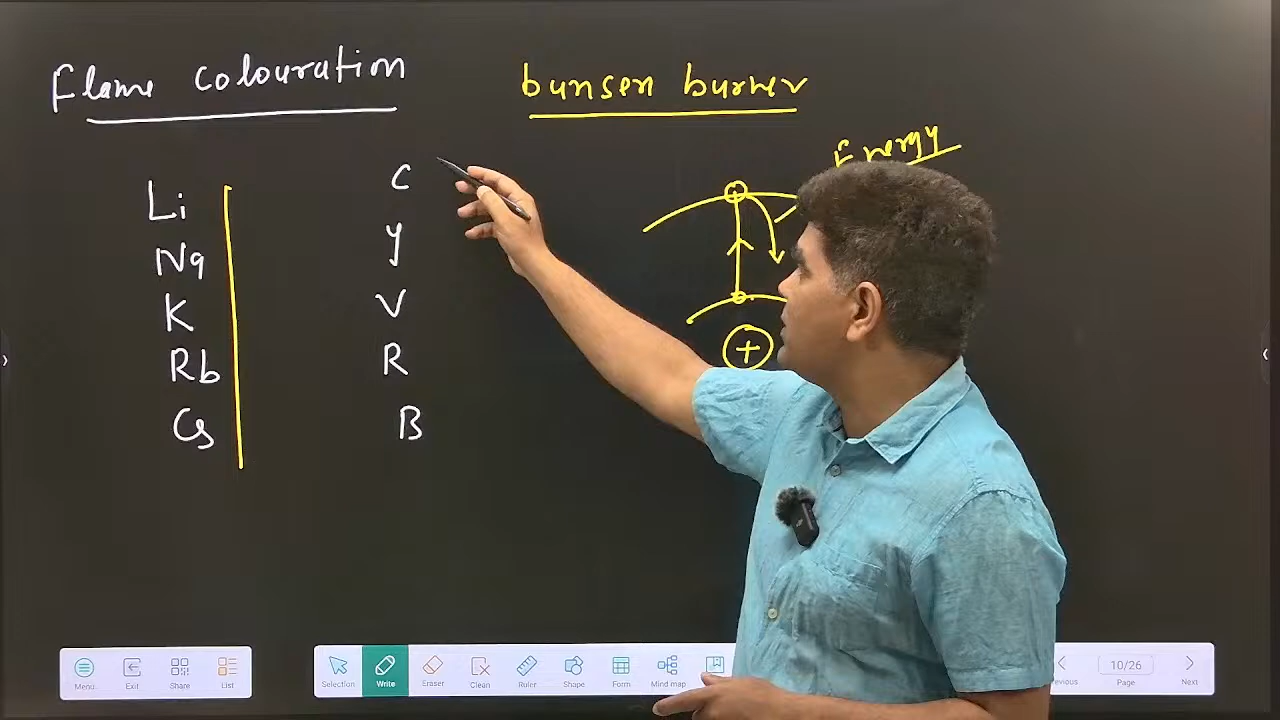 Flame colouration
bunsen burner
Energy
Li
Na
K
Rb
Cs
C
y
V
R
B
+
Menu
Exit
Share
List
Selection
Write
Eraser
Clean
Ruler
Shape
Form
Mind map
10/26
Page
Next